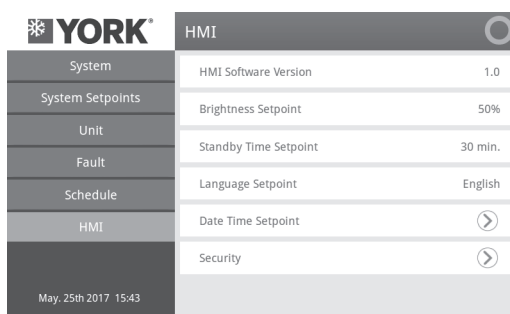 YORK®
System
System Setpoints
Unit
Fault
Schedule
HMI
May. 25th 2017 15:43
HMI
HMI Software Version 1.0
Brightness Setpoint 50%
Standby Time Setpoint 30 min.
Language Setpoint English
Date Time Setpoint
Security